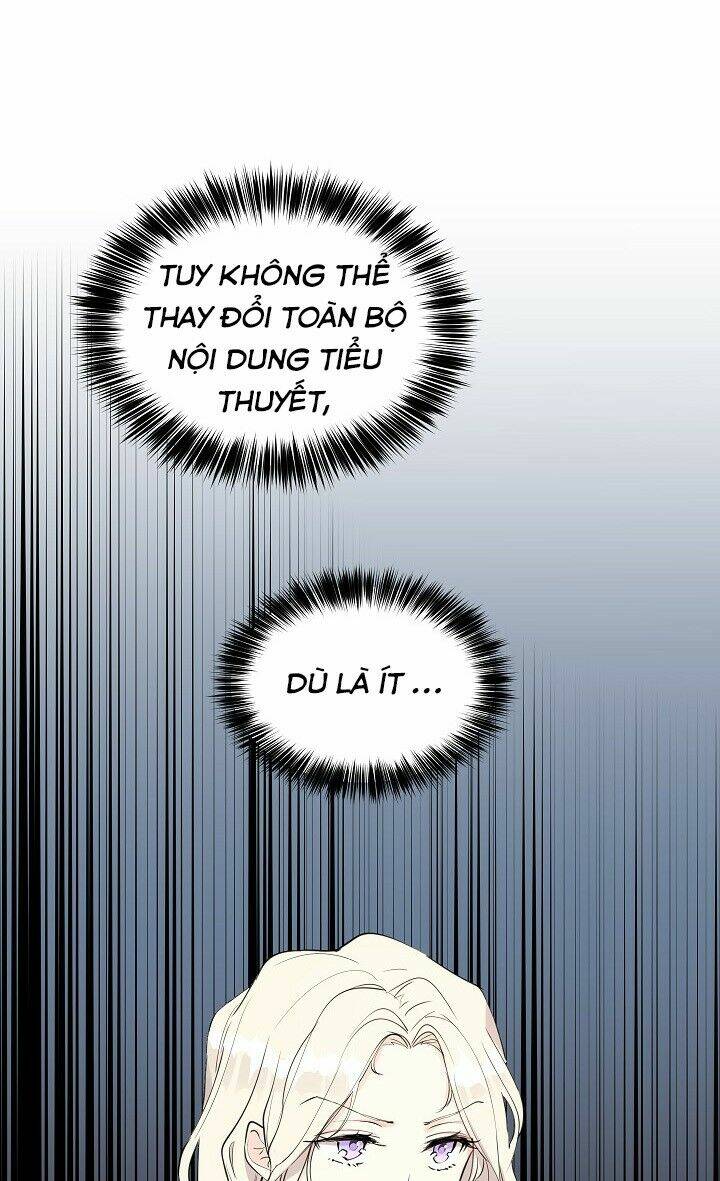 TUY KHÔNG THỂ
THAY ĐỔI TOÀN BỘ
NỘI DUNG TIỂU
THUYẾT,
DÙ LÀ ÍT ...